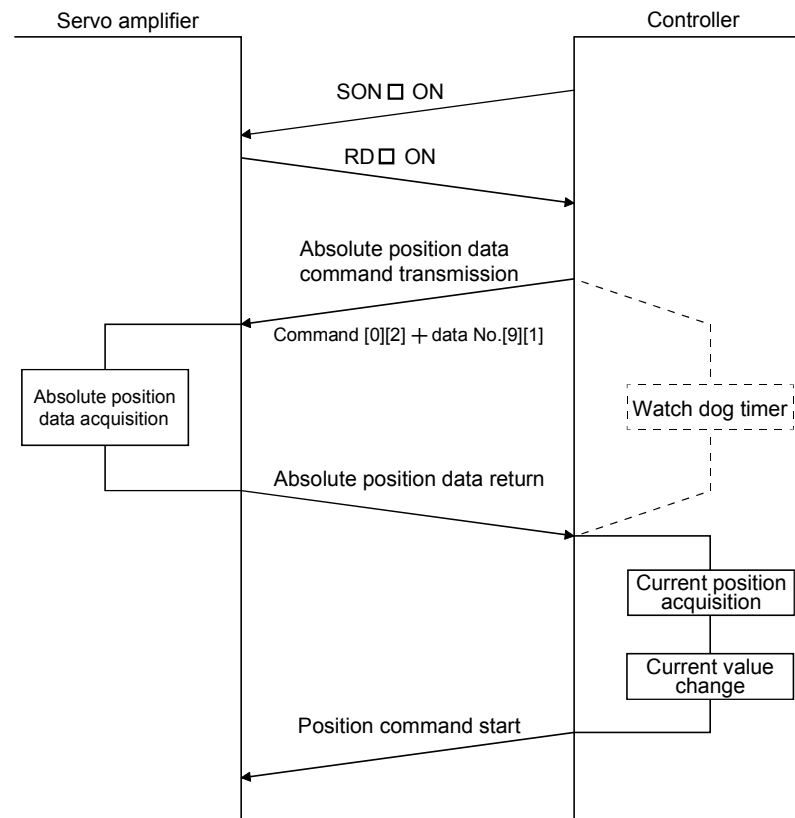 Servo amplifier
Controller
SON□ ON
RD□ ON
Absolute position data
command transmission
Command [0][2] + data No.[9][1]
Absolute position
data acquisition
Watch dog timer
Absolute position data return
Current position
acquisition
Current value
change
Position command start